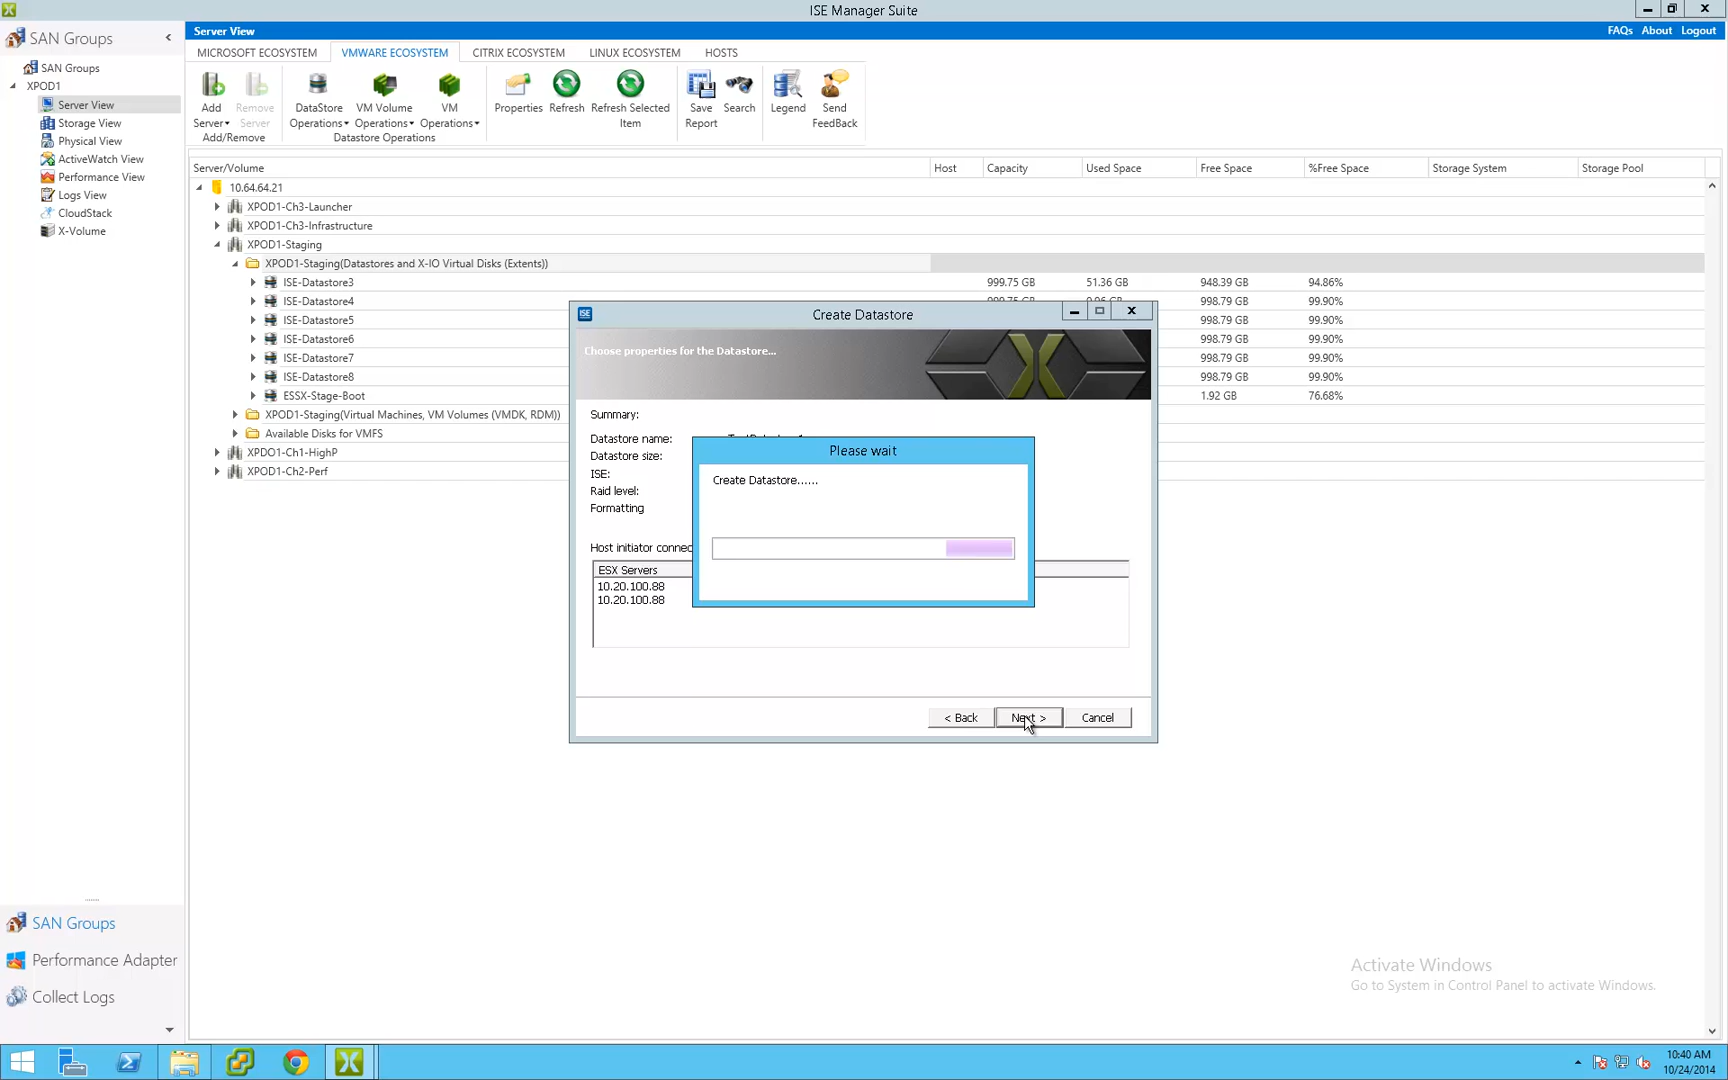 ISE Manager Suite
SAN Groups
Server View
FAQs About Logout
MICROSOFT ECOSYSTEM VMWARE ECOSYSTEM CITRIX ECOSYSTEM LINUX ECOSYSTEM HOSTS
SAN Groups
XPOD1
Server View
Storage View
Physical View
ActiveWatch View
Performance View
Logs View
CloudStack
X-Volume
Add Remove DataStore VM Volume VM Properties Refresh Refresh Selected Save Search Legend Send
Server Server Operations Operations Operations Item Report FeedBack
Add/Remove Datastore Operations
Server/Volume Host Capacity Used Space Free Space %Free Space Storage System Storage Pool
10.64.64.21
XPOD1-Ch3-Launcher
XPOD1-Ch3-Infrastructure
XPOD1-Staging
XPOD1-Staging(Datastores and X-IO Virtual Disks (Extents))
ISE-Datastore3 999.75 GB 51.36 GB 948.39 GB 94.86%
ISE-Datastore4 998.79 GB 99.90%
ISE-Datastore5 998.79 GB 99.90%
ISE-Datastore6 998.79 GB 99.90%
ISE-Datastore7 998.79 GB 99.90%
ISE-Datastore8 998.79 GB 99.90%
ESSX-Stage-Boot 1.92 GB 76.68%
XPOD1-Staging(Virtual Machines, VM Volumes (VMDK, RDM))
Available Disks for VMFS
XPDO1-Ch1-HighP
XPOD1-Ch2-Perf
ISE Create Datastore
Choose properties for the Datastore...
Summary:
Datastore name:
Datastore size:
ISE:
Raid level:
Formatting
Host initiator connec
ESX Servers
10.20.100.88
10.20.100.88
Please wait
Create Datastore......
< Back Next > Cancel
SAN Groups
Performance Adapter
Collect Logs
Activate Windows
Go to System in Control Panel to activate Windows.
10:40 AM
10/24/2014